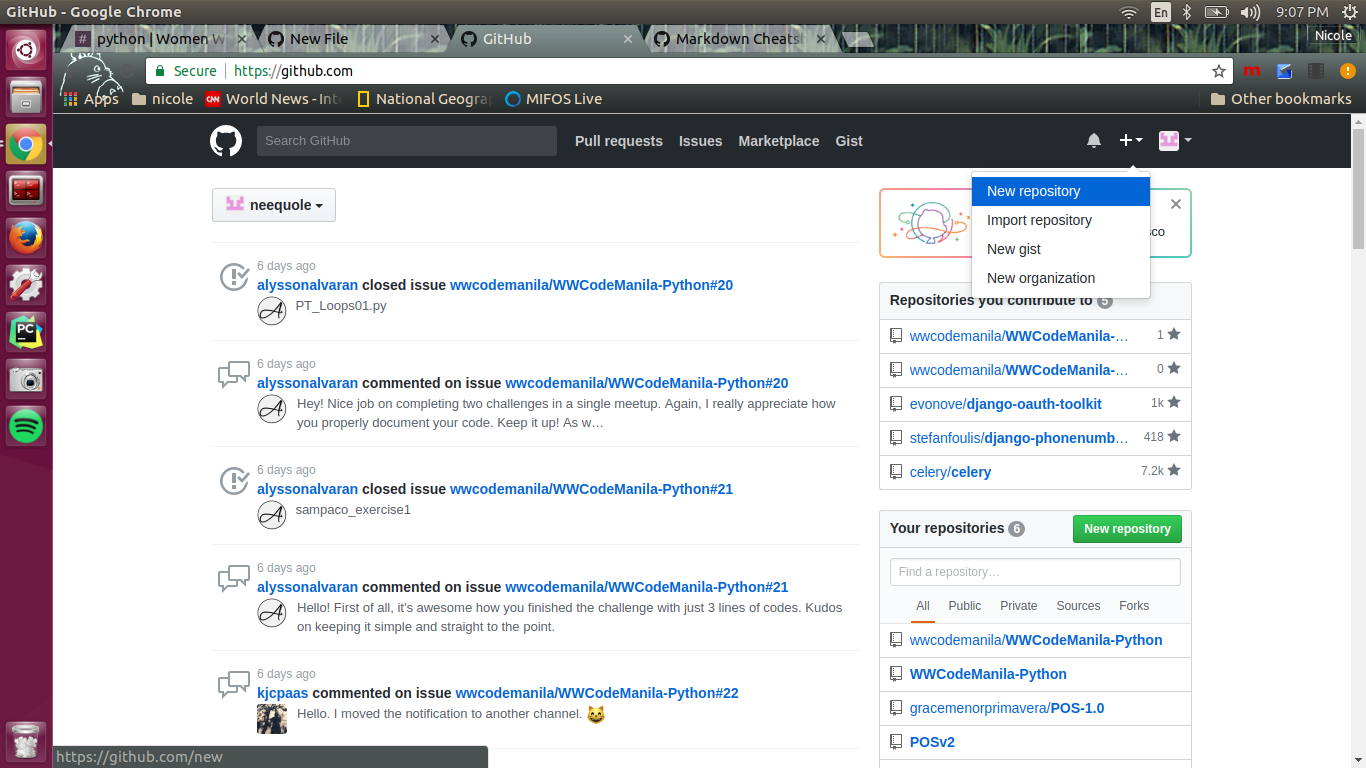 GitHub - Google Chrome
En
9:07 PM
# python | Women W
New File
GitHub
Markdown Cheatsh
Nicole
Secure
https://github.com
m
Apps
nicole
CNN
World News - Inte
National Geogra
MIFOS Live
Other bookmarks
Search GitHub
Pull requests
Issues
Marketplace
Gist
New repository
Import repository
New gist
New organization
neequole
6 days ago
alyssonalvaran closed issue wwcodemanila/WWCodeManila-Python#20
PT_Loops01.py
6 days ago
alyssonalvaran commented on issue wwcodemanila/WWCodeManila-Python#20
Hey! Nice job on completing two challenges in a single meetup. Again, I really appreciate how
you properly document your code. Keep it up! As w…
6 days ago
alyssonalvaran closed issue wwcodemanila/WWCodeManila-Python#21
sampaco_exercise1
6 days ago
alyssonalvaran commented on issue wwcodemanila/WWCodeManila-Python#21
Hello! First of all, it's awesome how you finished the challenge with just 3 lines of codes. Kudos
on keeping it simple and straight to the point.
6 days ago
kjcpaas commented on issue wwcodemanila/WWCodeManila-Python#22
Hello. I moved the notification to another channel.
sco
Repositories you contribute to 5
wwcodemanila/WWCodeManila-… 1
wwcodemanila/WWCodeManila-… 0
evonove/django-oauth-toolkit 1k
stefanfoulis/django-phonenumb… 418
celery/celery 7.2k
Your repositories 6
New repository
Find a repository…
All
Public
Private
Sources
Forks
wwcodemanila/WWCodeManila-Python
WWCodeManila-Python
gracemenorprimavera/POS-1.0
POSv2
PC
https://github.com/new